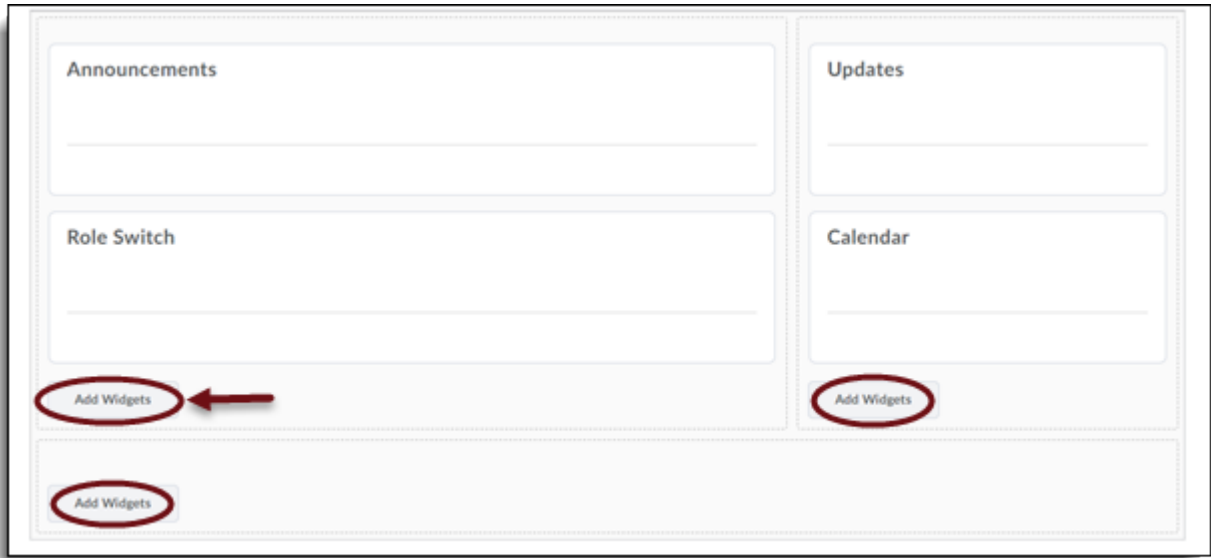 Announcements
Updates
Role Switch
Calendar
Add Widgets
Add Widgets
Add Widgets